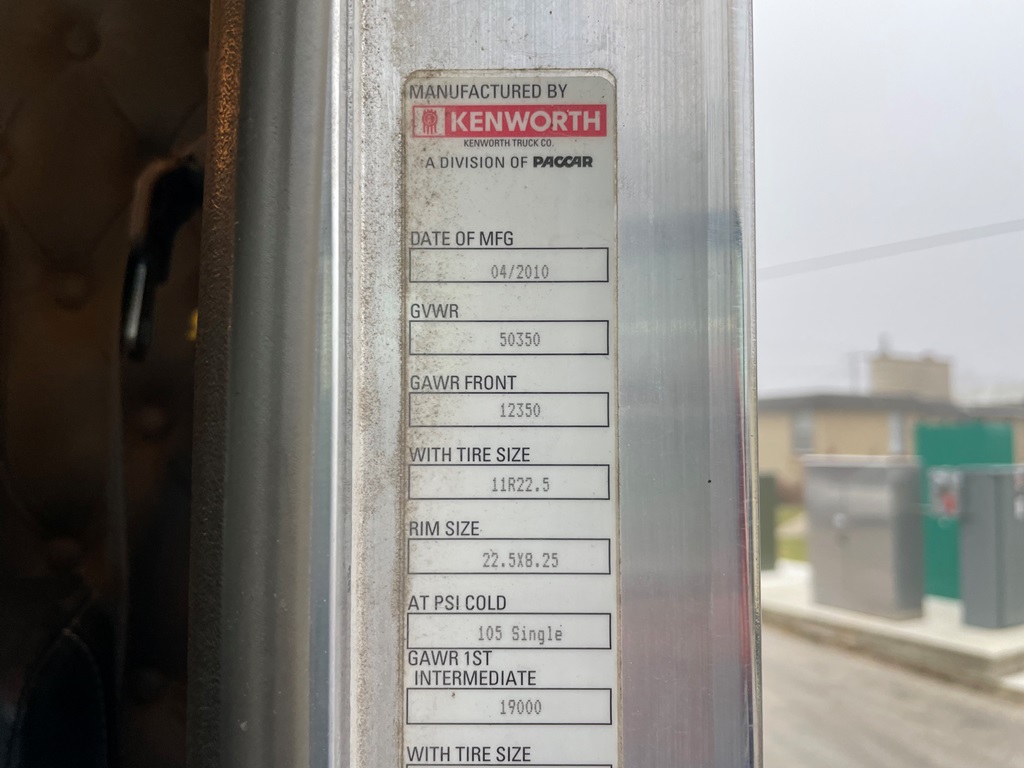 MANUFACTURED BY
KENWORTH
KENWORTH TRUCK CO.
A DIVISION OF PACCAR
DATE OF MFG
04/2010
GVWR
50350
GAWR FRONT
12350
WITH TIRE SIZE
11R22.5
RIM SIZE
22.5X8.25
AT PSI COLD
105 Single
GAWR 1ST
INTERMEDIATE
19000
WITH TIRE SIZE